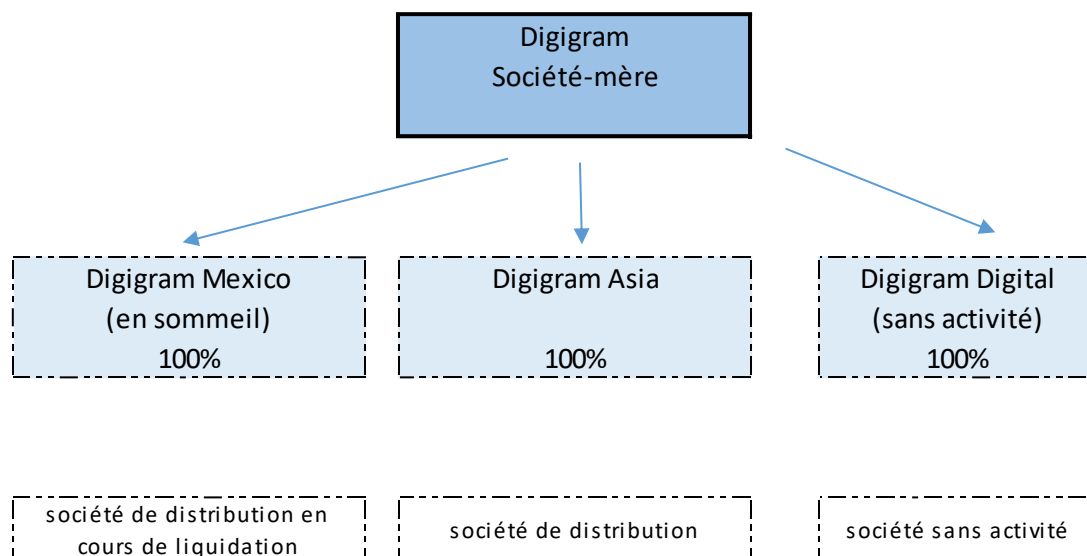 Digigram
Société-mère
Digigram Mexico
(en sommeil)
100%
Digigram Asia
100%
Digigram Digital
(sans activité)
100%
société de distribution en
cours de liquidation
société de distribution
société sans activité